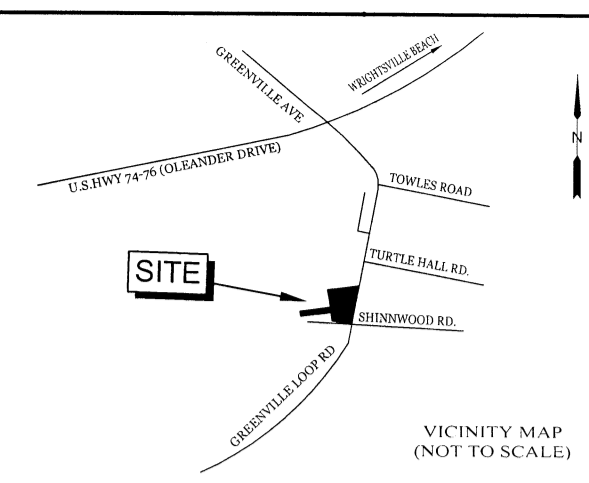 GREENVILLE AVE
WRIGHTSVILLE BEACH
N
U.S.HWY 74-76 (OLEANDER DRIVE)
TOWLES ROAD
TURTLE HALL RD.
SITE
SHINNWOOD RD.
GREENVILLE LOOP RD
VICINITY MAP
(NOT TO SCALE)